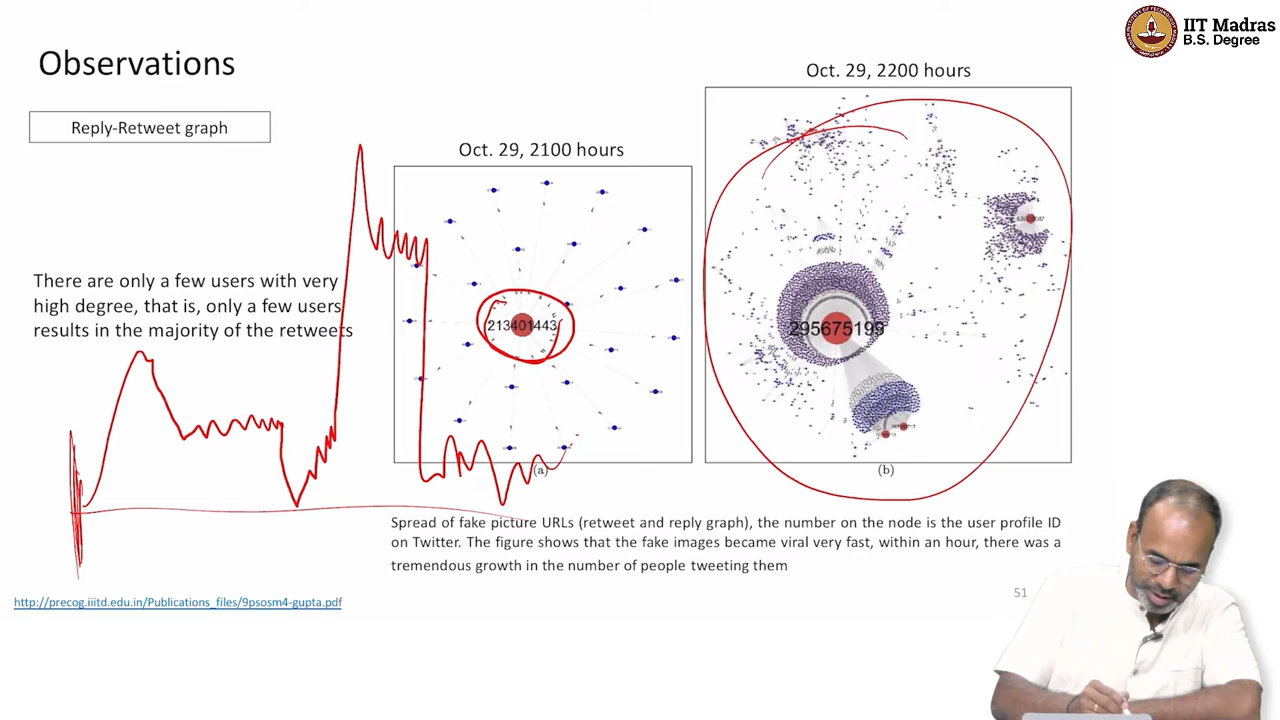 IIT Madras
B.S. Degree
Observations
Oct. 29, 2200 hours
Reply-Retweet graph
Oct. 29, 2100 hours
There are only a few users with very
high degree, that is, only a few users
results in the majority of the retweets
213401443
295675199
(a)
(b)
Spread of fake picture URLs (retweet and reply graph), the number on the node is the user profile ID
on Twitter. The figure shows that the fake images became viral very fast, within an hour, there was a
tremendous growth in the number of people tweeting them
http://precog.iiitd.edu.in/Publications_files/9psosm4-gupta.pdf
51